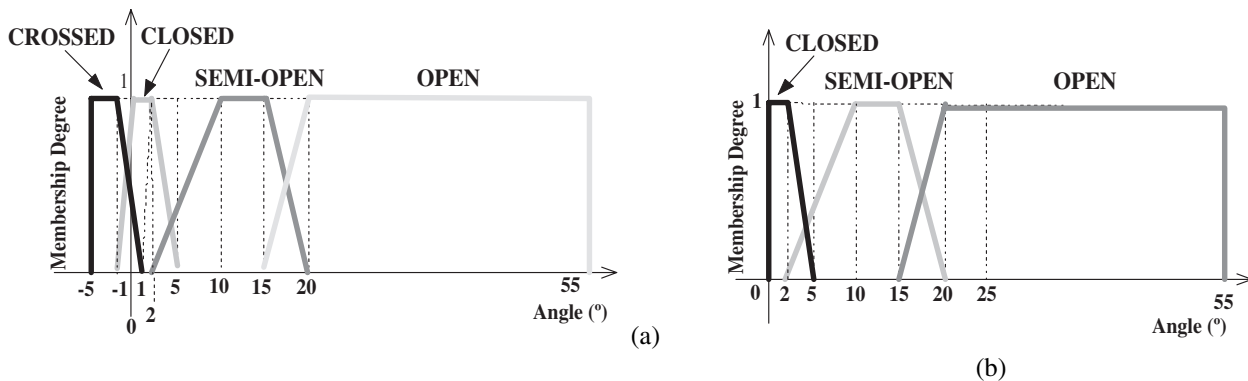 CROSSED CLOSED
1
SEMI-OPEN OPEN
Membership Degree
-5 -1 1 5 10 15 20 55
0 2
Angle (º)
(a)
CLOSED
SEMI-OPEN OPEN
1
Membership Degree
0 2 5 10 15 20 25 55
Angle (º)
(b)